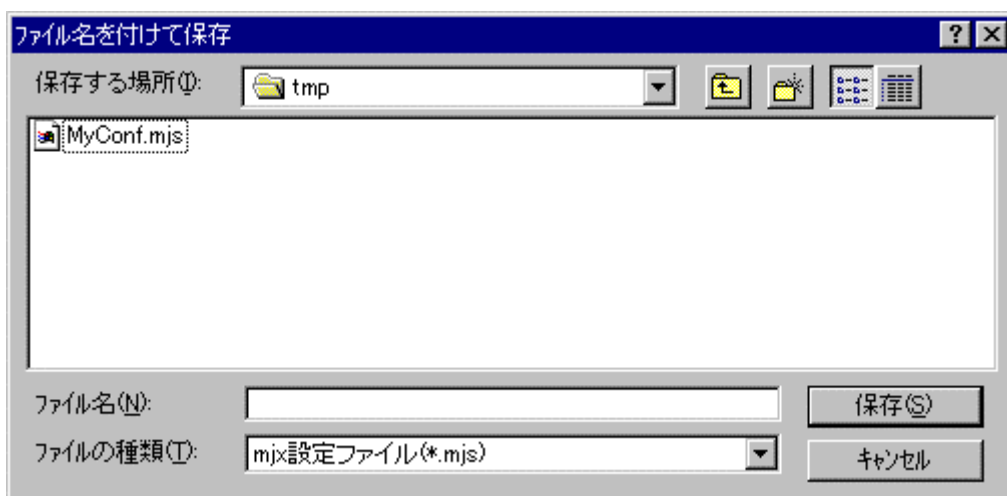 ファイル名を付けて保存
保存する場所(I): tmp
MyConf.mjs
ファイル名(N): 保存(S)
ファイルの種類(T): mjx設定ファイル(*.mjs) キャンセル